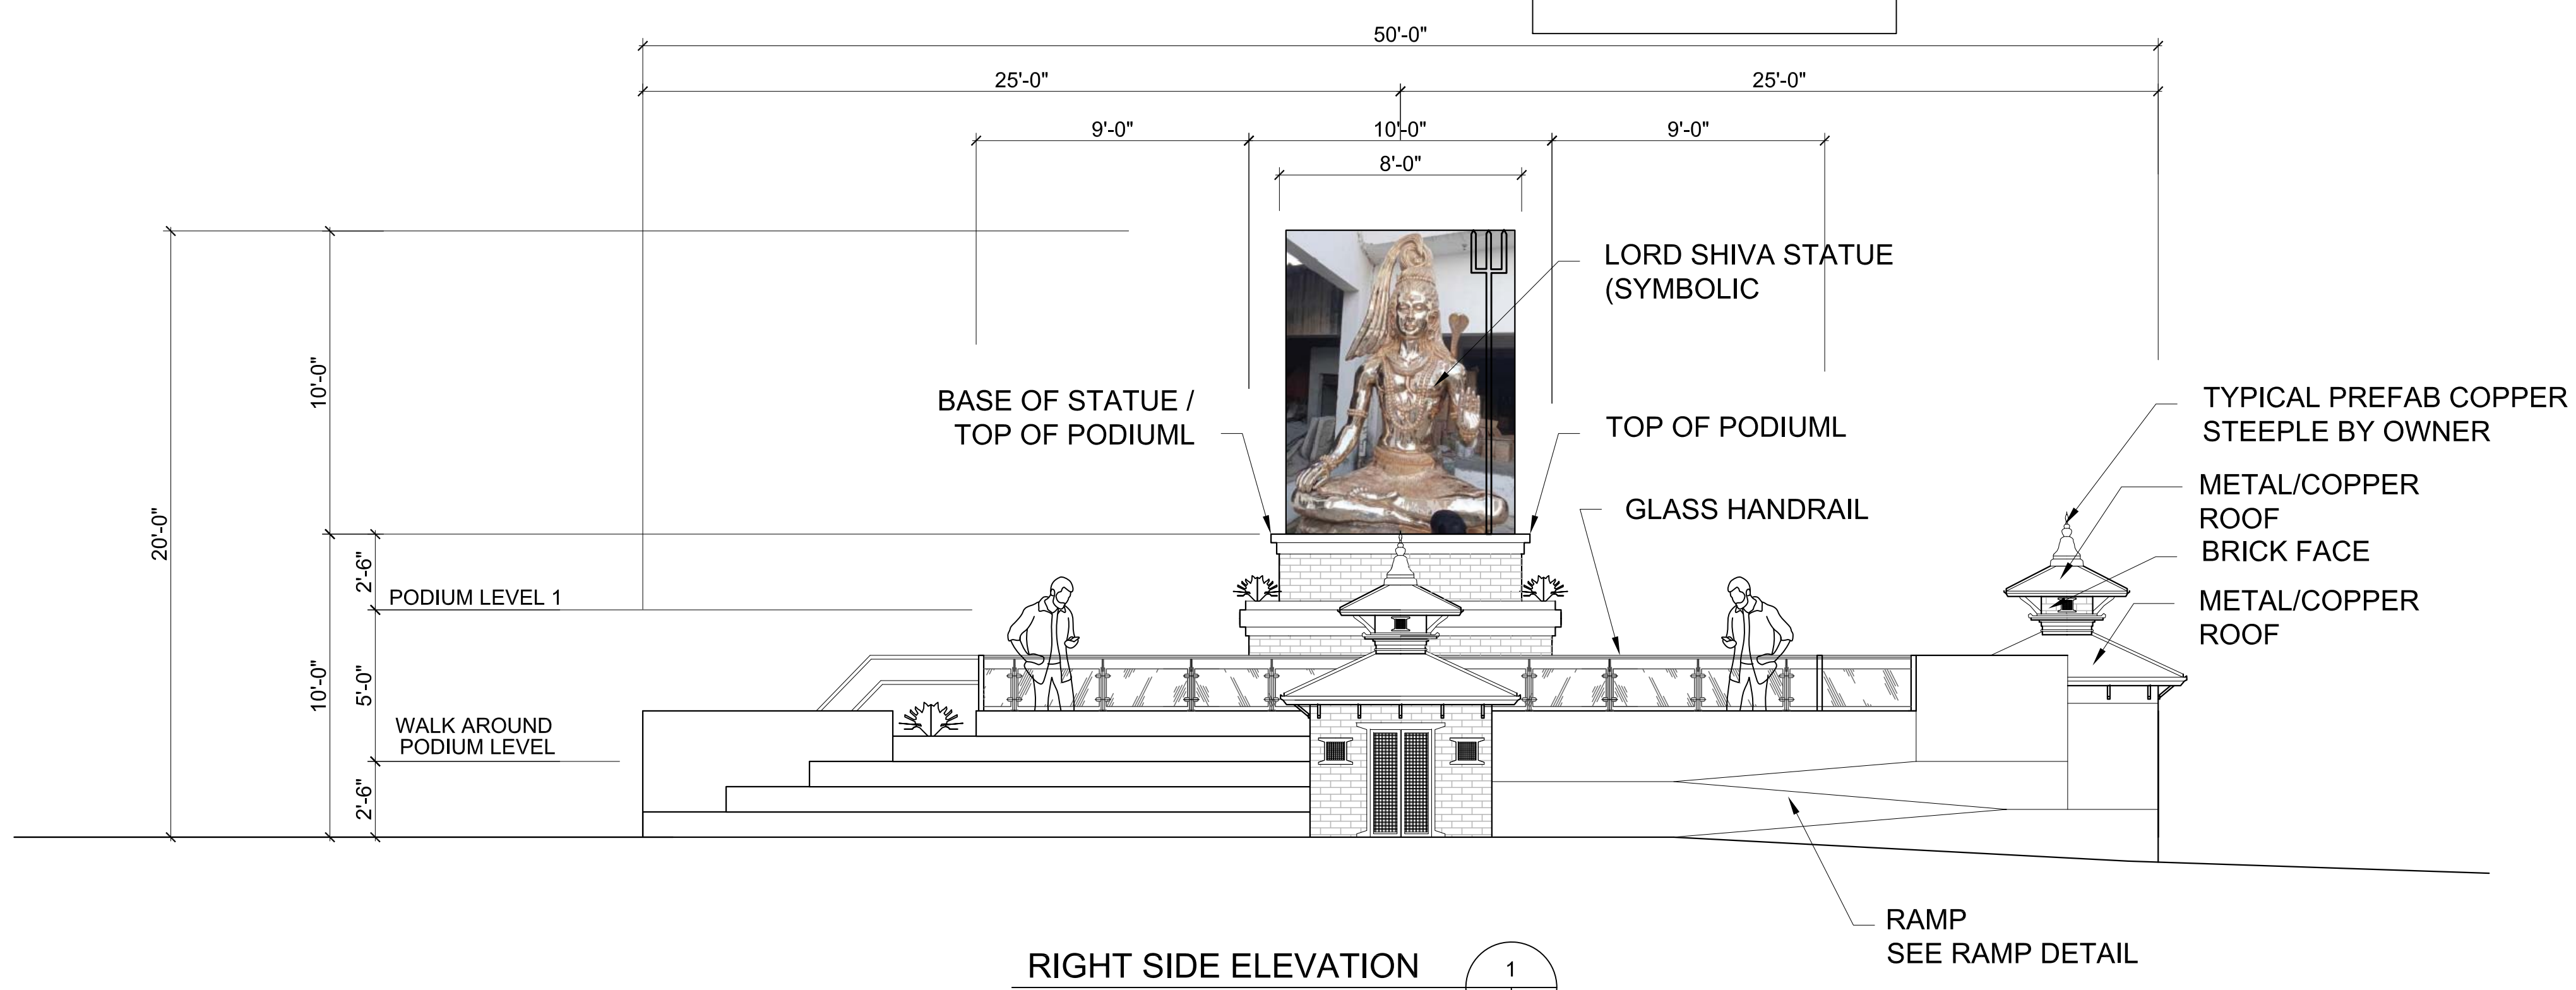 50'-0"
25'-0"
25'-0"
9'-0"
10'-0"
9'-0"
8'-0"
LORD SHIVA STATUE
(SYMBOLIC
BASE OF STATUE /
TOP OF PODIUML
TOP OF PODIUML
GLASS HANDRAIL
TYPICAL PREFAB COPPER
STEEPLE BY OWNER
METAL/COPPER
ROOF
BRICK FACE
METAL/COPPER
ROOF
20'-0"
10'-0"
10'-0"
2'-6"
5'-0"
2'-6"
PODIUM LEVEL 1
WALK AROUND
PODIUM LEVEL
RAMP
SEE RAMP DETAIL
RIGHT SIDE ELEVATION
1